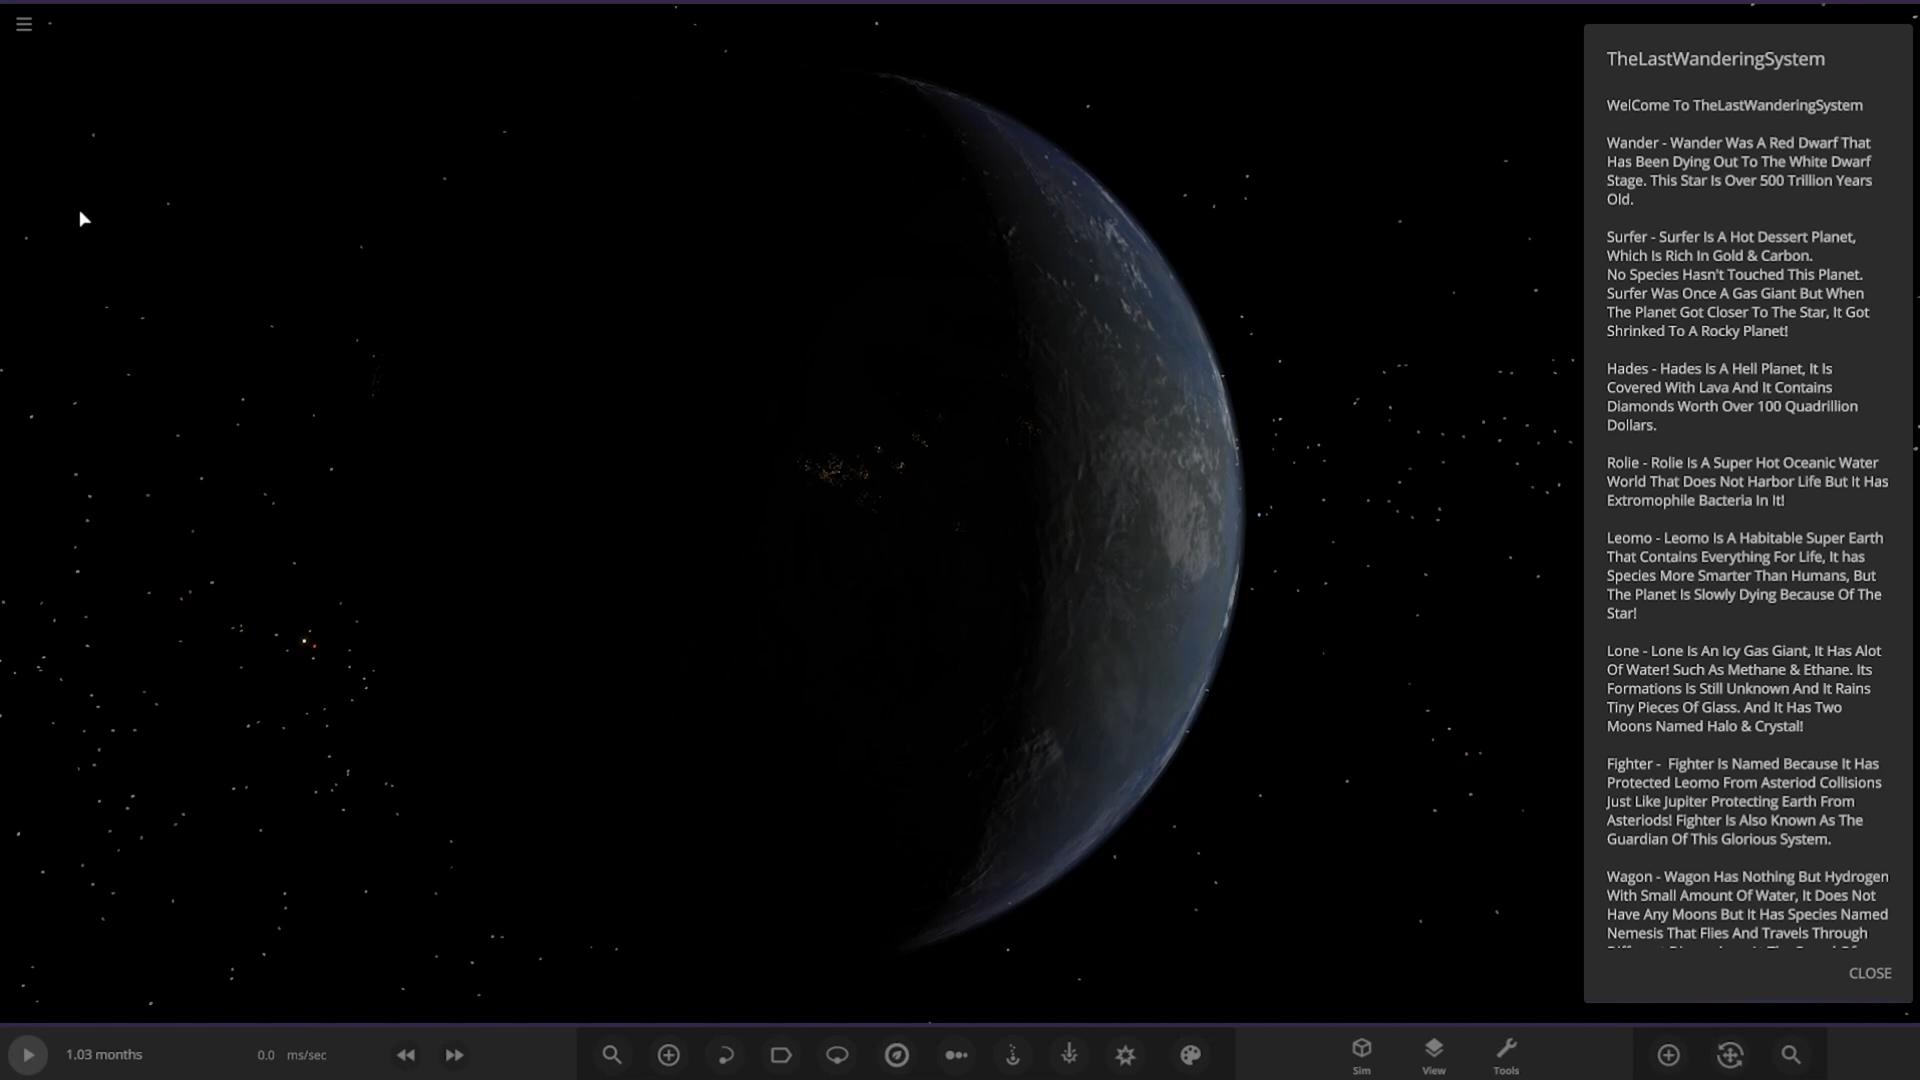 TheLastWanderingSystem
WelCome To TheLastWanderingSystem
Wander - Wander Was A Red Dwarf That
Has Been Dying Out To The White Dwarf
Stage. This Star Is Over 500 Trillion Years
Old.
Surfer - Surfer Is A Hot Dessert Planet,
Which Is Rich In Gold & Carbon.
No Species Hasn't Touched This Planet.
Surfer Was Once A Gas Giant But When
The Planet Got Closer To The Star, It Got
Shrinked To A Rocky Planet!
Hades - Hades Is A Hell Planet, It Is
Covered With Lava And It Contains
Diamonds Worth Over 100 Quadrillion
Dollars.
Rolie - Rolie Is A Super Hot Oceanic Water
World That Does Not Harbor Life But It Has
Extromophile Bacteria In It!
Leomo - Leomo Is A Habitable Super Earth
That Contains Everything For Life, It has
Species More Smarter Than Humans, But
The Planet Is Slowly Dying Because Of The
Star!
Lone - Lone Is An Icy Gas Giant, It Has Alot
Of Water! Such As Methane & Ethane. Its
Formations Is Still Unknown And It Rains
Tiny Pieces Of Glass. And It Has Two
Moons Named Halo & Crystal!
Fighter - Fighter Is Named Because It Has
Protected Leomo From Asteriod Collisions
Just Like Jupiter Protecting Earth From
Asteriods! Fighter Is Also Known As The
Guardian Of This Glorious System.
Wagon - Wagon Has Nothing But Hydrogen
With Small Amount Of Water, It Does Not
Have Any Moons But It Has Species Named
Nemesis That Flies And Travels Through
CLOSE
1.03 months
0.0 ms/sec
Sim
View
Tools